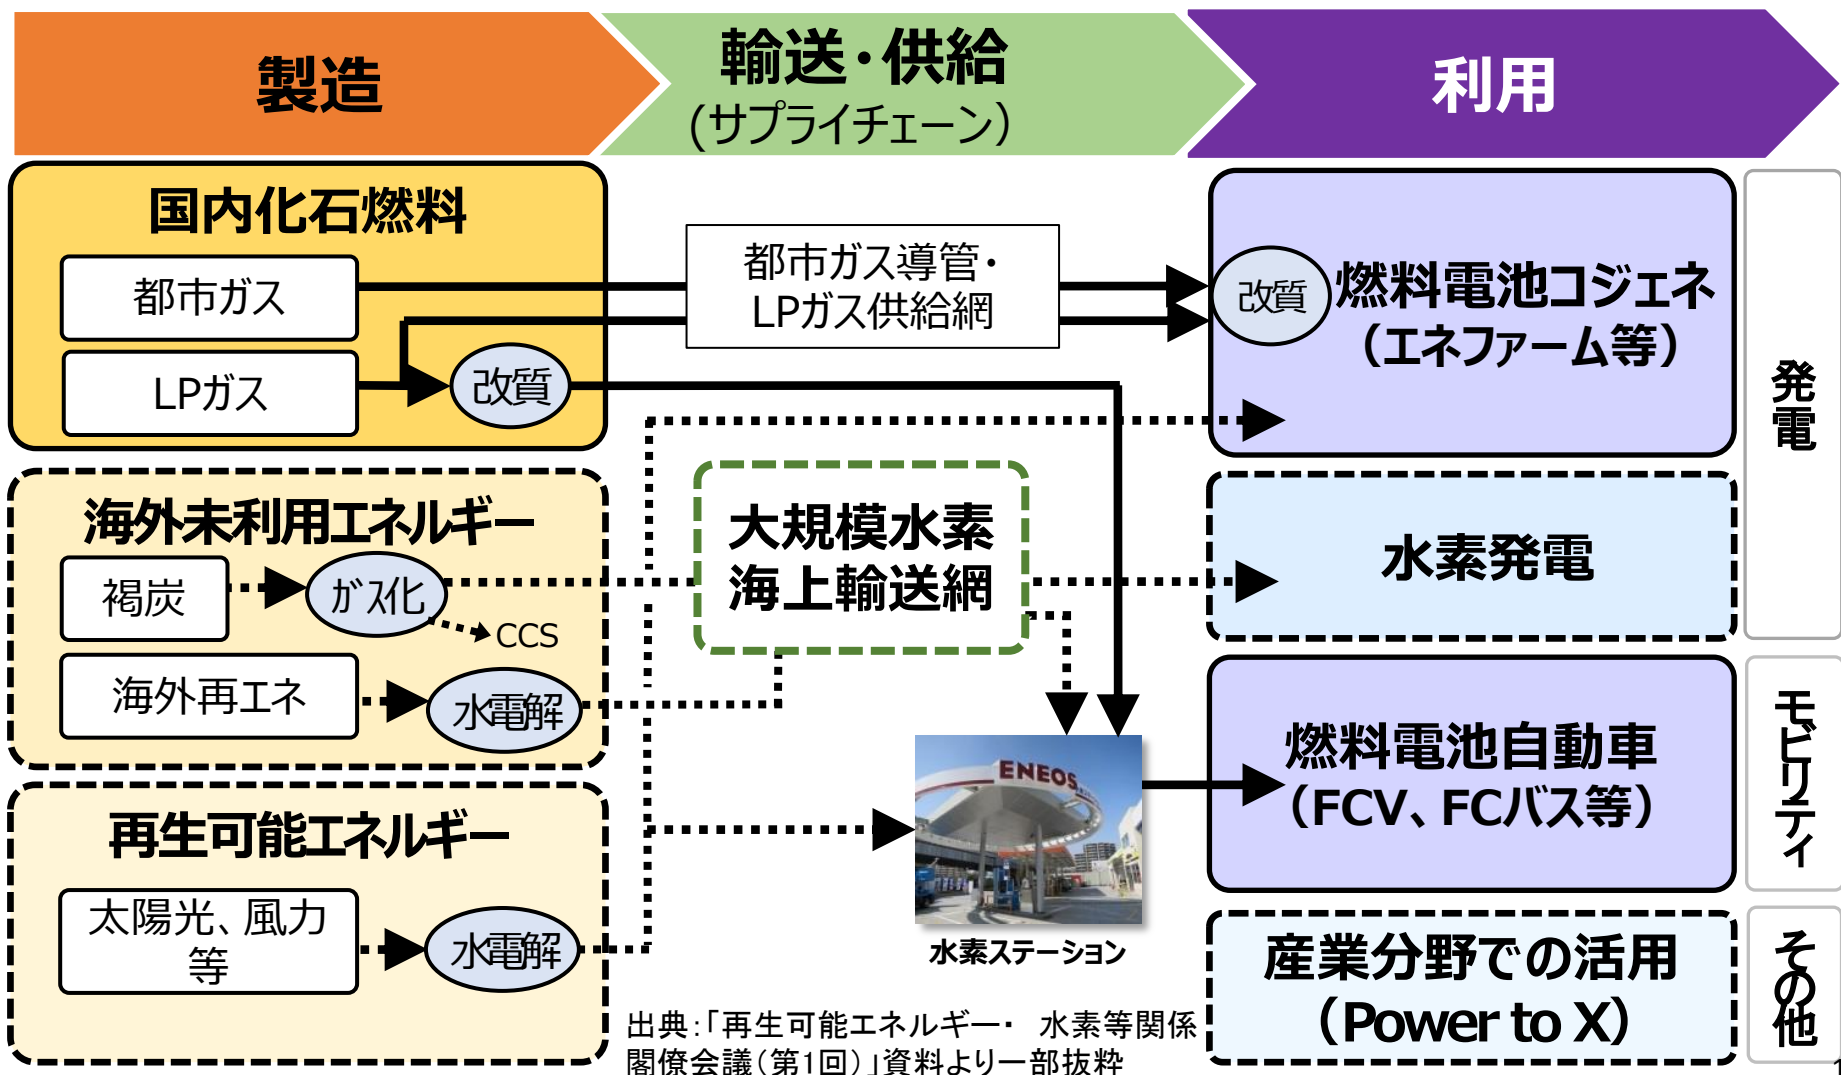 製造
輸送・供給
(サプライチェーン)
利用
国内化石燃料
都市ガス
LPガス
改質
都市ガス導管・
LPガス供給網
改質
燃料電池コジェネ
(エネファーム等)
発電
海外未利用エネルギー
褐炭
ガス化
CCS
海外再エネ
水電解
大規模水素
海上輸送網
水素発電
再生可能エネルギー
太陽光、風力
等
水電解
ENEOS
水素ステーション
燃料電池自動車
(FCV、FCバス等)
モビリティ
産業分野での活用
(Power to X)
その他
出典:「再生可能エネルギー・ 水素等関係
閣僚会議(第1回)」資料より一部抜粋
1